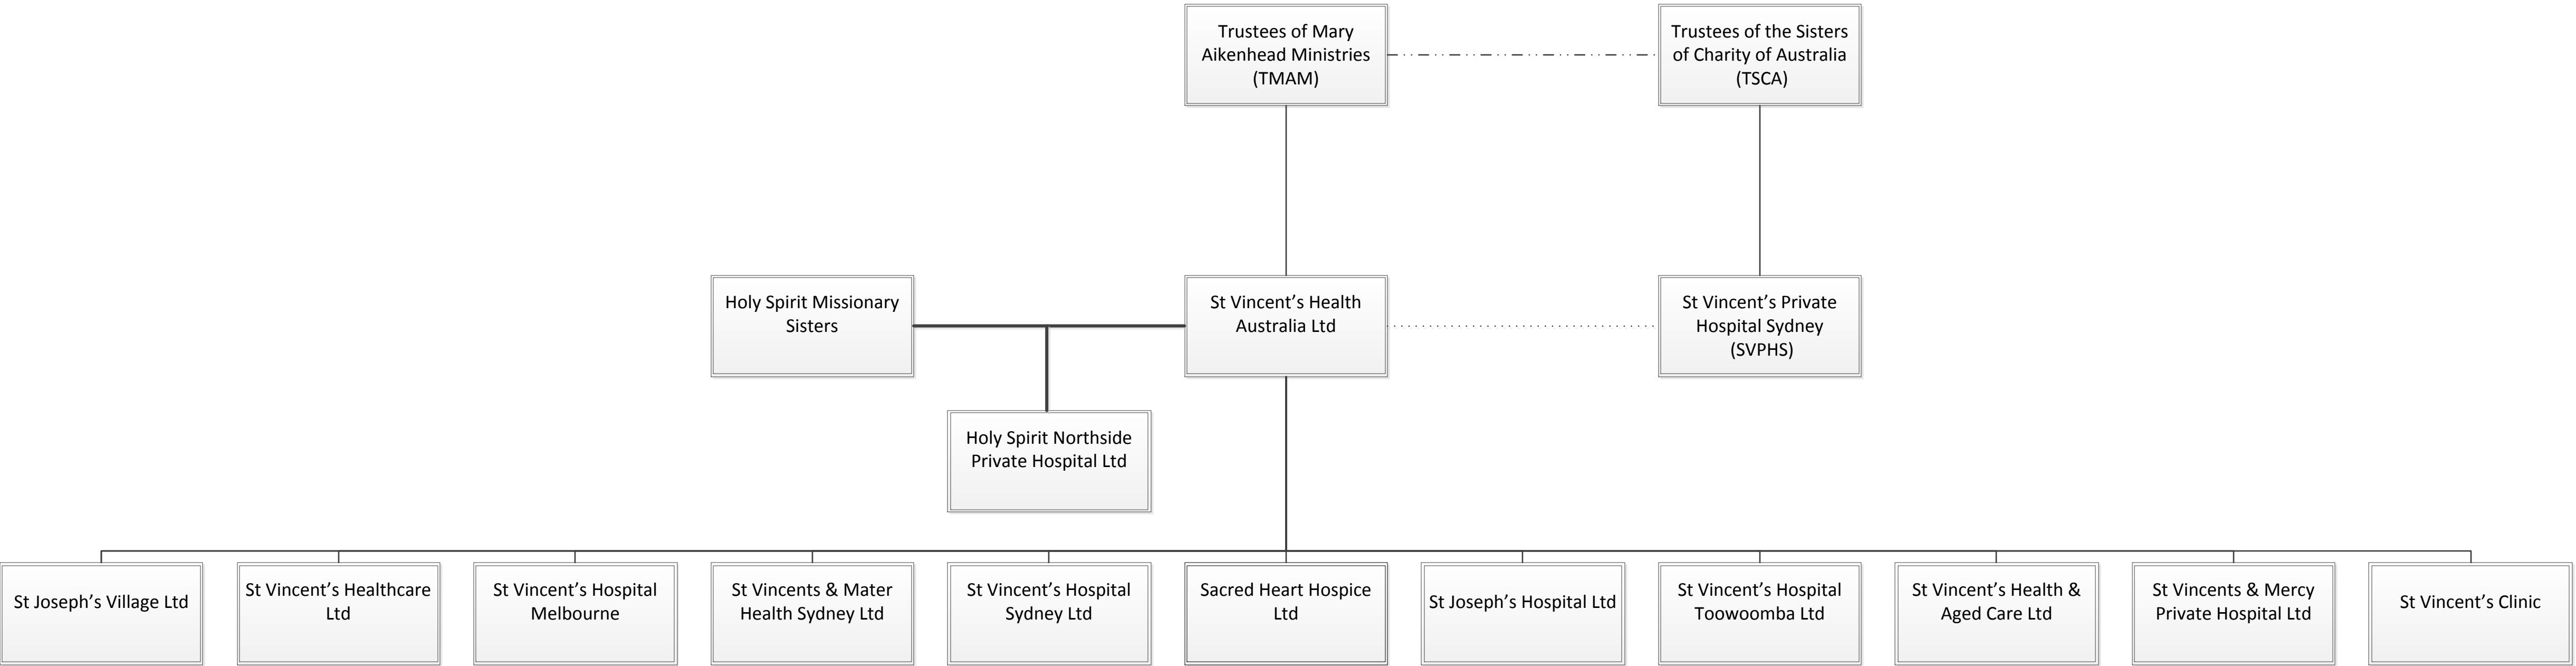 Trustees of Mary
Aikenhead Ministries
(TMAM)
Trustees of the Sisters
of Charity of Australia
(TSCA)
Holy Spirit Missionary
Sisters
St Vincent’s Health
Australia Ltd
St Vincent’s Private
Hospital Sydney
(SVPHS)
Holy Spirit Northside
Private Hospital Ltd
St Joseph’s Village Ltd
St Vincent’s Healthcare
Ltd
St Vincent’s Hospital
Melbourne
St Vincents & Mater
Health Sydney Ltd
St Vincent’s Hospital
Sydney Ltd
Sacred Heart Hospice
Ltd
St Joseph’s Hospital Ltd
St Vincent’s Hospital
Toowoomba Ltd
St Vincent’s Health &
Aged Care Ltd
St Vincents & Mercy
Private Hospital Ltd
St Vincent’s Clinic